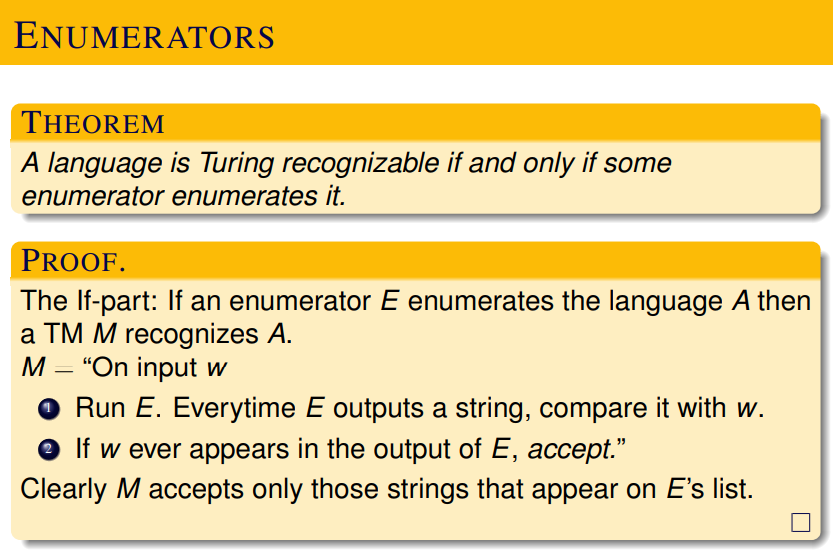 ENUMERATORS
THEOREM
A language is Turing recognizable if and only if some
enumerator enumerates it.
PROOF.
The If-part: If an enumerator E enumerates the language A then
a TM M recognizes A.
M = “On input w
1 Run E. Everytime E outputs a string, compare it with w.
2 If w ever appears in the output of E, accept.”
Clearly M accepts only those strings that appear on E’s list.
□